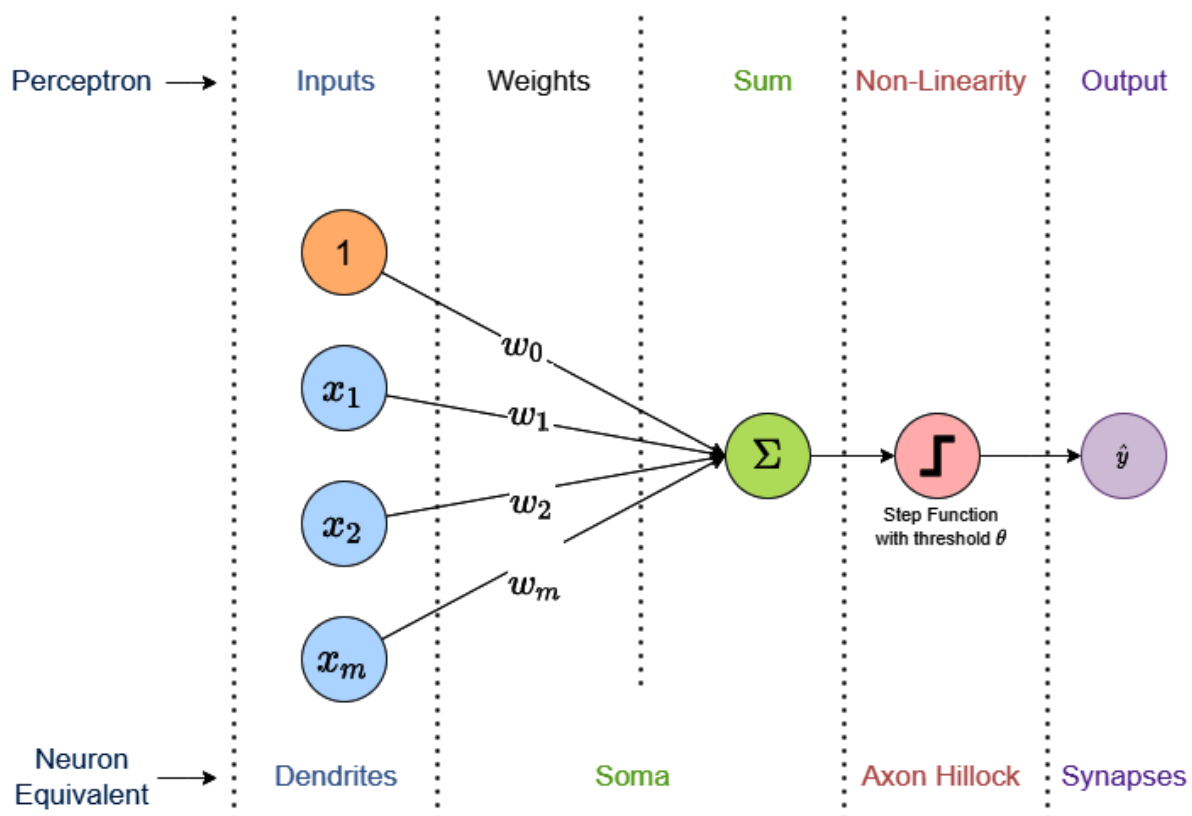 Perceptron
Inputs
Weights
Sum
Non-Linearity
Output
1
w₀
x₁
w₁
Σ
ŷ
Step Function
with threshold θ
x₂
w₂
wₘ
xₘ
Neuron
Equivalent
Dendrites
Soma
Axon Hillock
Synapses